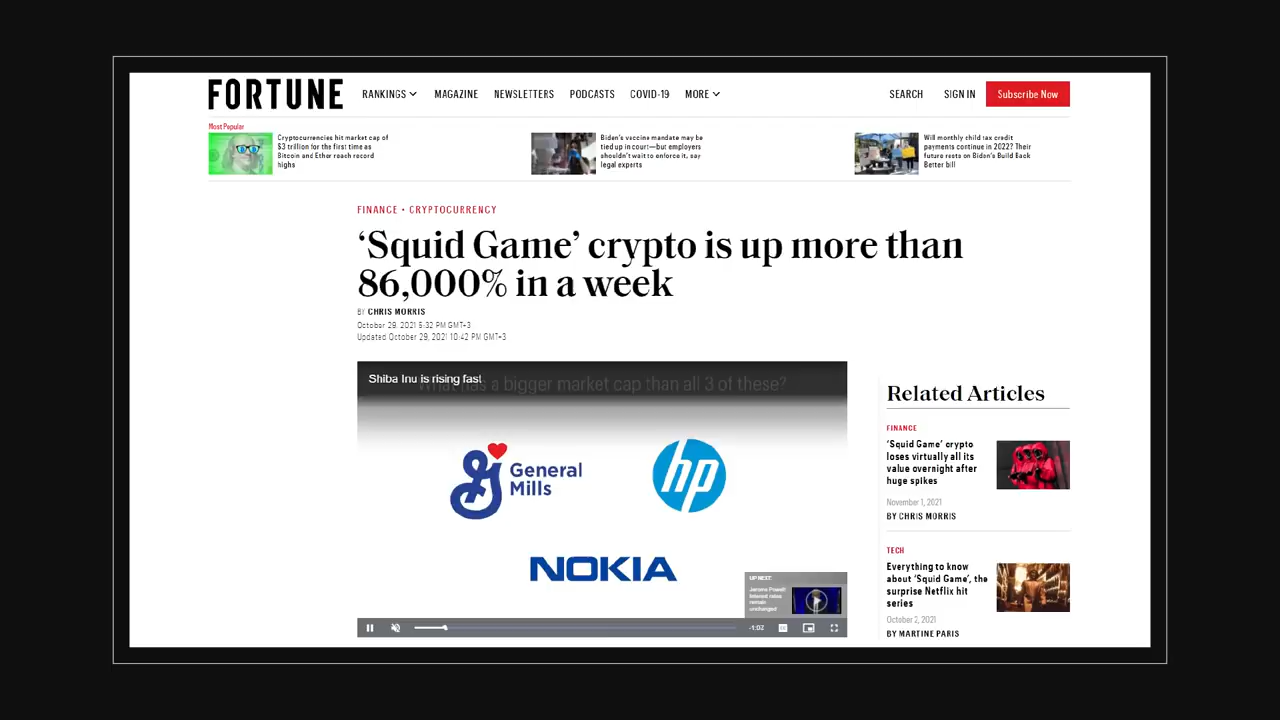 FORTUNE
RANKINGS
MAGAZINE
NEWSLETTERS
PODCASTS
COVID-19
MORE
SEARCH
SIGN IN
Subscribe Now
Most Popular
Cryptocurrencies hit market cap of
$3 trillion for the first time as
Bitcoin and Ether reach record
highs
Biden's vaccine mandate may be
tied up in court—but employers
shouldn't wait to enforce it, say
legal experts
Will monthly child tax credit
payments continue in 2022? Their
future rests on Biden's Build Back
Better bill
FINANCE • CRYPTOCURRENCY
‘Squid Game’ crypto is up more than
86,000% in a week
BY CHRIS MORRIS
October 29, 2021 5:32 PM GMT+3
Updated October 29, 2021 10:42 PM GMT+3
Shiba Inu is rising fast
What has a bigger market cap than all 3 of these?
General
Mills
hp
NOKIA
UP NEXT:
Jerome Powell:
Interest rates
remain
unchanged
-1:02
Related Articles
FINANCE
‘Squid Game’ crypto
loses virtually all its
value overnight after
huge spikes
November 1, 2021
BY CHRIS MORRIS
TECH
Everything to know
about ‘Squid Game’, the
surprise Netflix hit
series
October 2, 2021
BY MARTINE PARIS